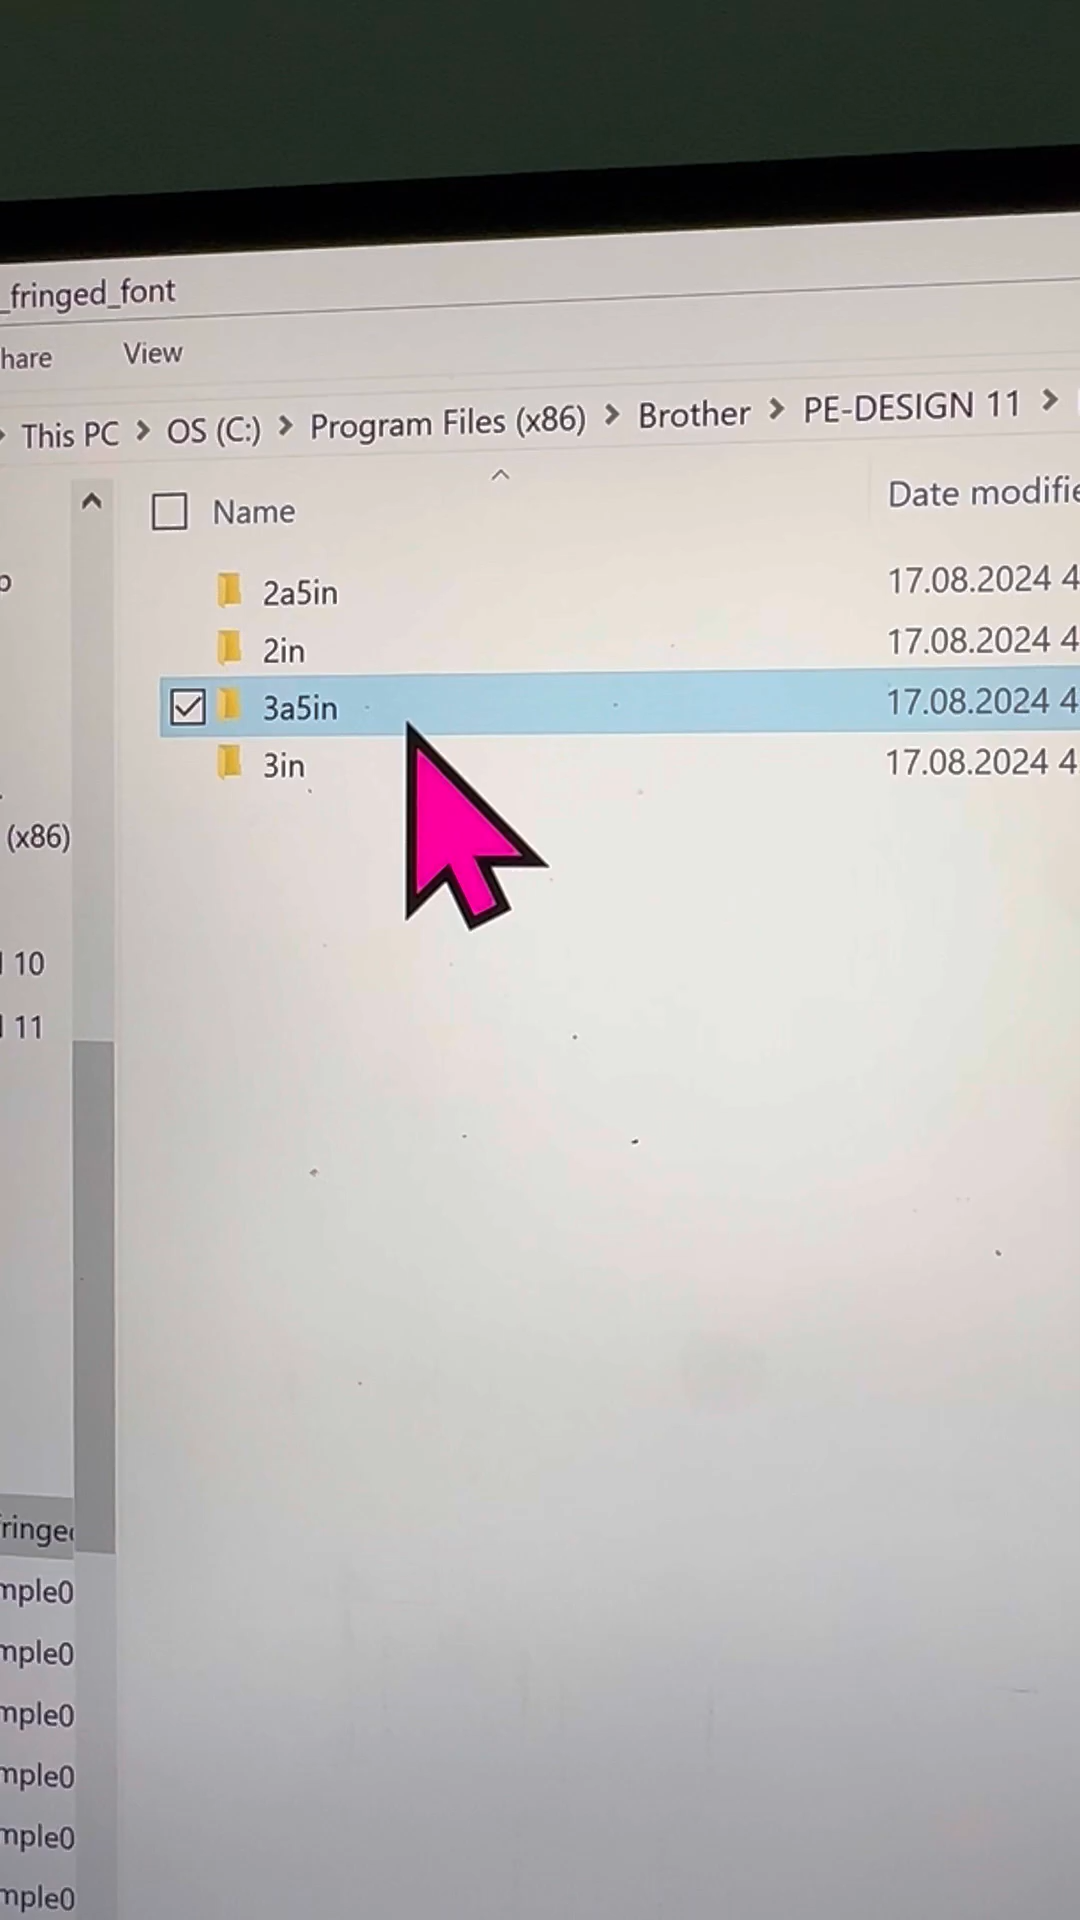 _fringed_font
hare View
This PC > OS (C:) > Program Files (x86) > Brother > PE-DESIGN 11 >
Name Date modifie
2a5in 17.08.2024 4
2in 17.08.2024 4
3a5in 17.08.2024 4
3in 17.08.2024 4
(x86)
10
11
ringe
mple0
mple0
mple0
mple0
mple0
mple0